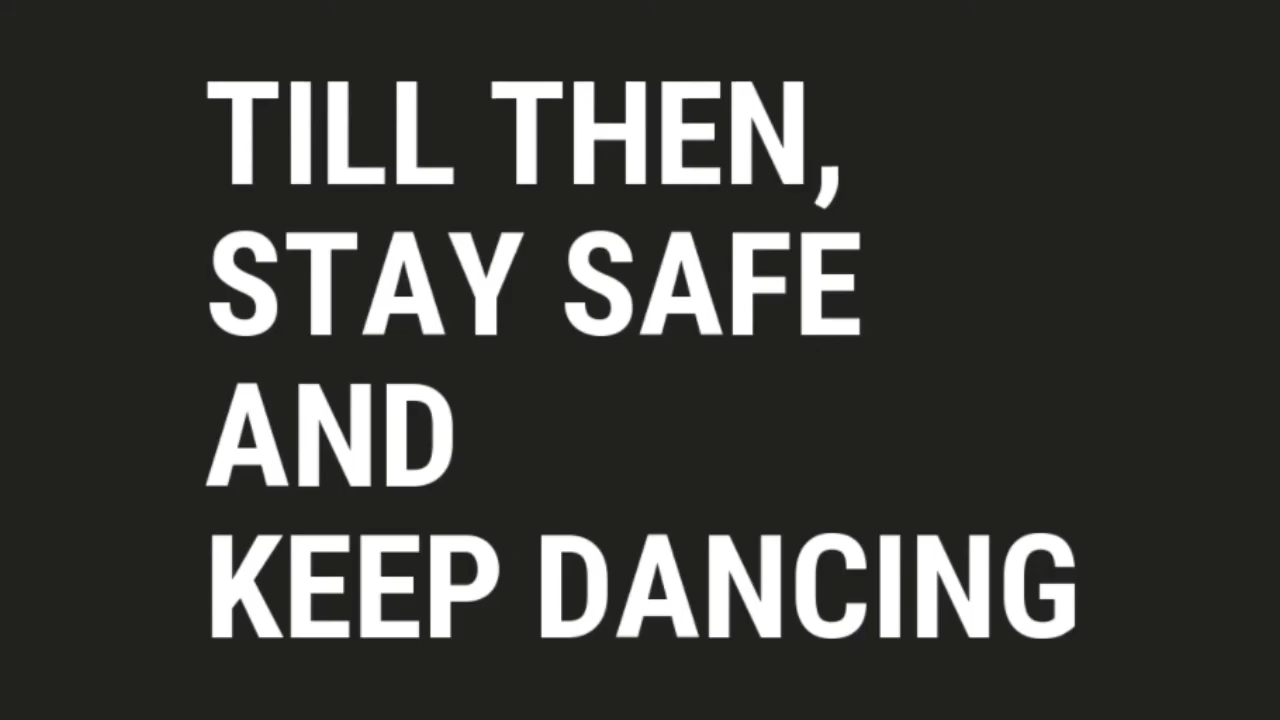 TILL THEN,
STAY SAFE
AND
KEEP DANCING